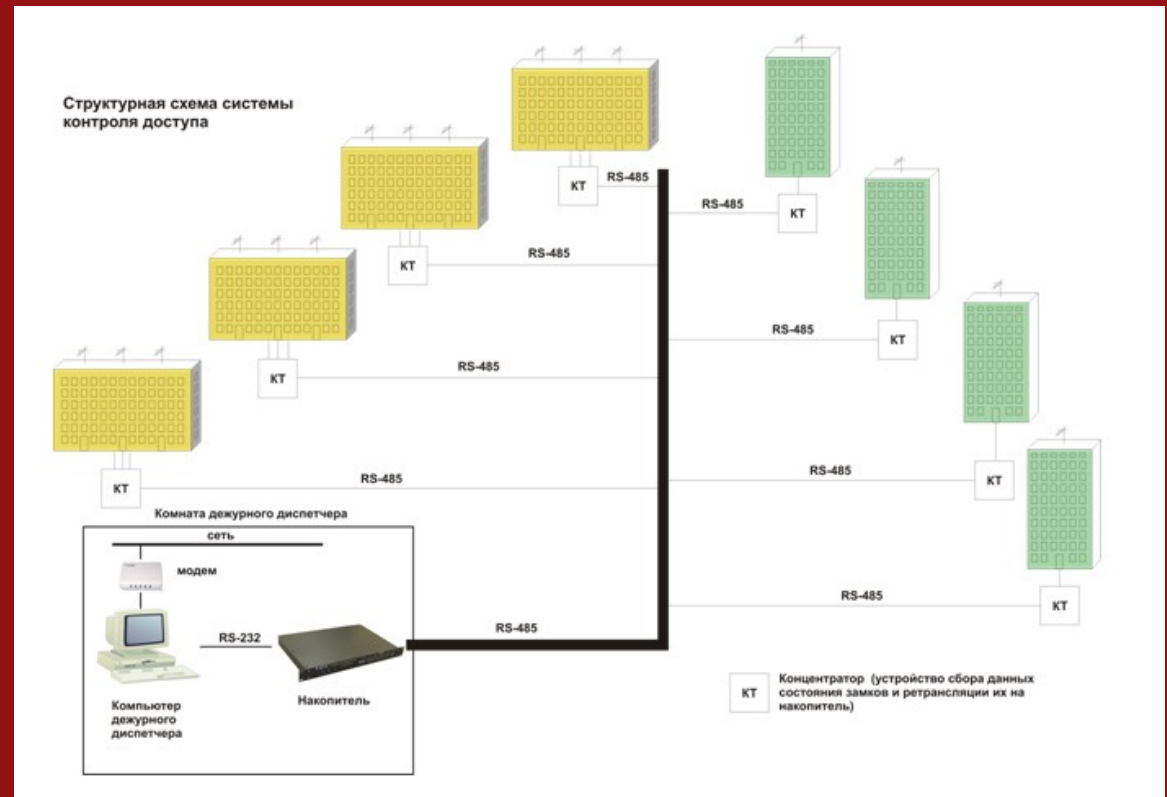 Структурная схема системы
контроля доступа
КТ
RS-485
КТ
RS-485
КТ
RS-485
КТ
RS-485
RS-485
КТ
RS-485
КТ
RS-485
КТ
RS-485
КТ
Комната дежурного диспетчера
сеть
модем
RS-232
RS-485
Накопитель
Компьютер
дежурного
диспетчера
КТ
Концентратор (устройство сбора данных
состояния замков и ретрансляции их на
накопитель)